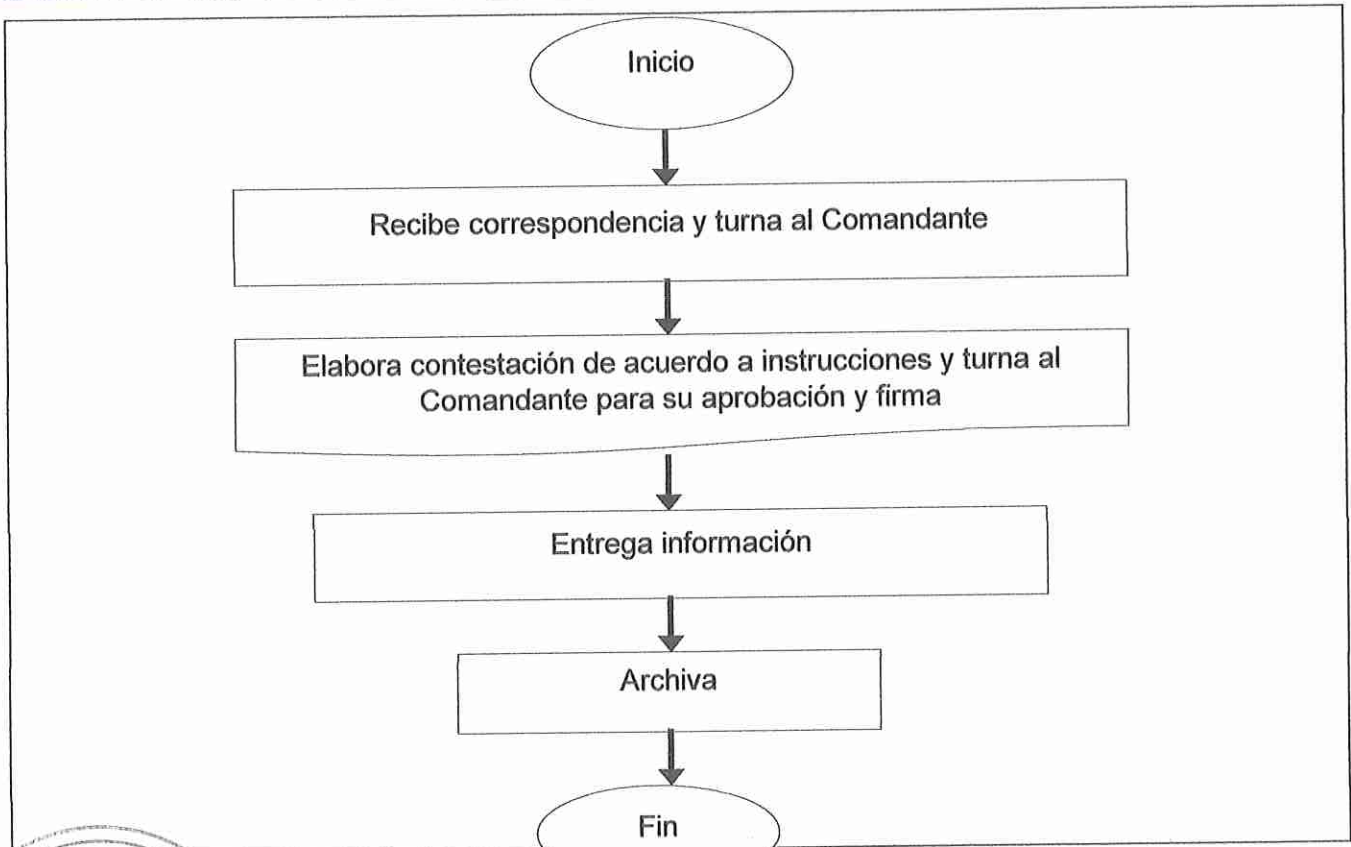 Inicio
Recibe correspondencia y turna al Comandante
Elabora contestación de acuerdo a instrucciones y turna al
Comandante para su aprobación y firma
Entrega información
Archiva
Fin